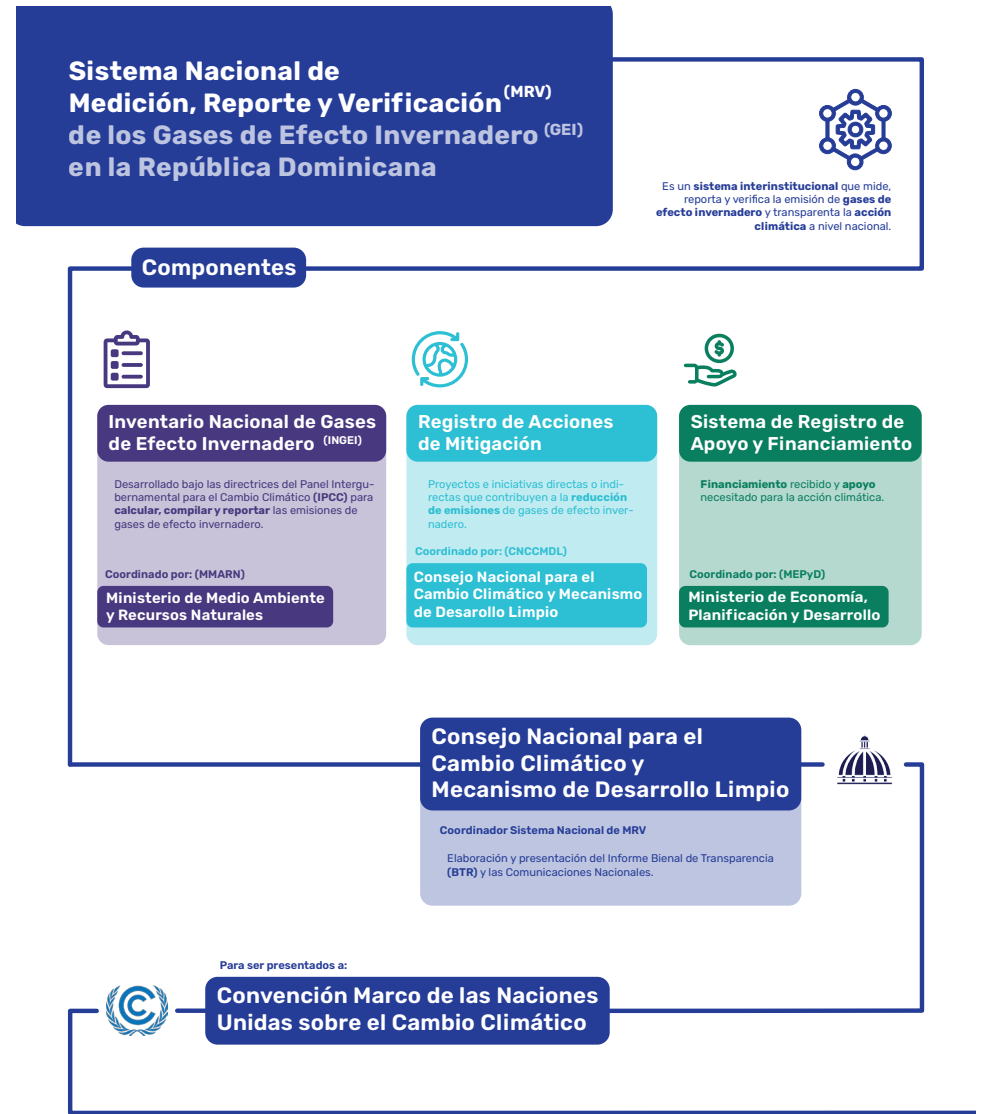 Sistema Nacional de
Medición, Reporte y Verificación (MRV)
de los Gases de Efecto Invernadero (GEI)
en la República Dominicana
Es un sistema interinstitucional que mide,
reporta y verifica la emisión de gases de
efecto invernadero y transparenta la acción
climática a nivel nacional.
Componentes
Inventario Nacional de Gases
de Efecto Invernadero (INGEI)
Desarrollado bajo las directrices del Panel Intergu-
bernamental para el Cambio Climático (IPCC) para
calcular, compilar y reportar las emisiones de
gases de efecto invernadero.
Coordinado por: (MMARN)
Ministerio de Medio Ambiente
y Recursos Naturales
Registro de Acciones
de Mitigación
Proyectos e iniciativas directas o indi-
rectas que contribuyen a la reducción
de emisiones de gases de efecto inver-
nadero.
Coordinado por: (CNCCMDL)
Consejo Nacional para el
Cambio Climático y Mecanismo
de Desarollo Limpio
$
Sistema de Registro de
Apoyo y Financiamiento
Financiamiento recibido y apoyo
necesitado para la acción climática.
Coordinado por: (MEPyD)
Ministerio de Economía,
Planificación y Desarrollo
Consejo Nacional para el
Cambio Climático y
Mecanismo de Desarrollo Limpio
Coordinador Sistema Nacional de MRV
Elaboración y presentación del Informe Bienal de Transparencia
(BTR) y las Comunicaciones Nacionales.
Para ser presentados a:
Convención Marco de las Naciones
Unidas sobre el Cambio Climático